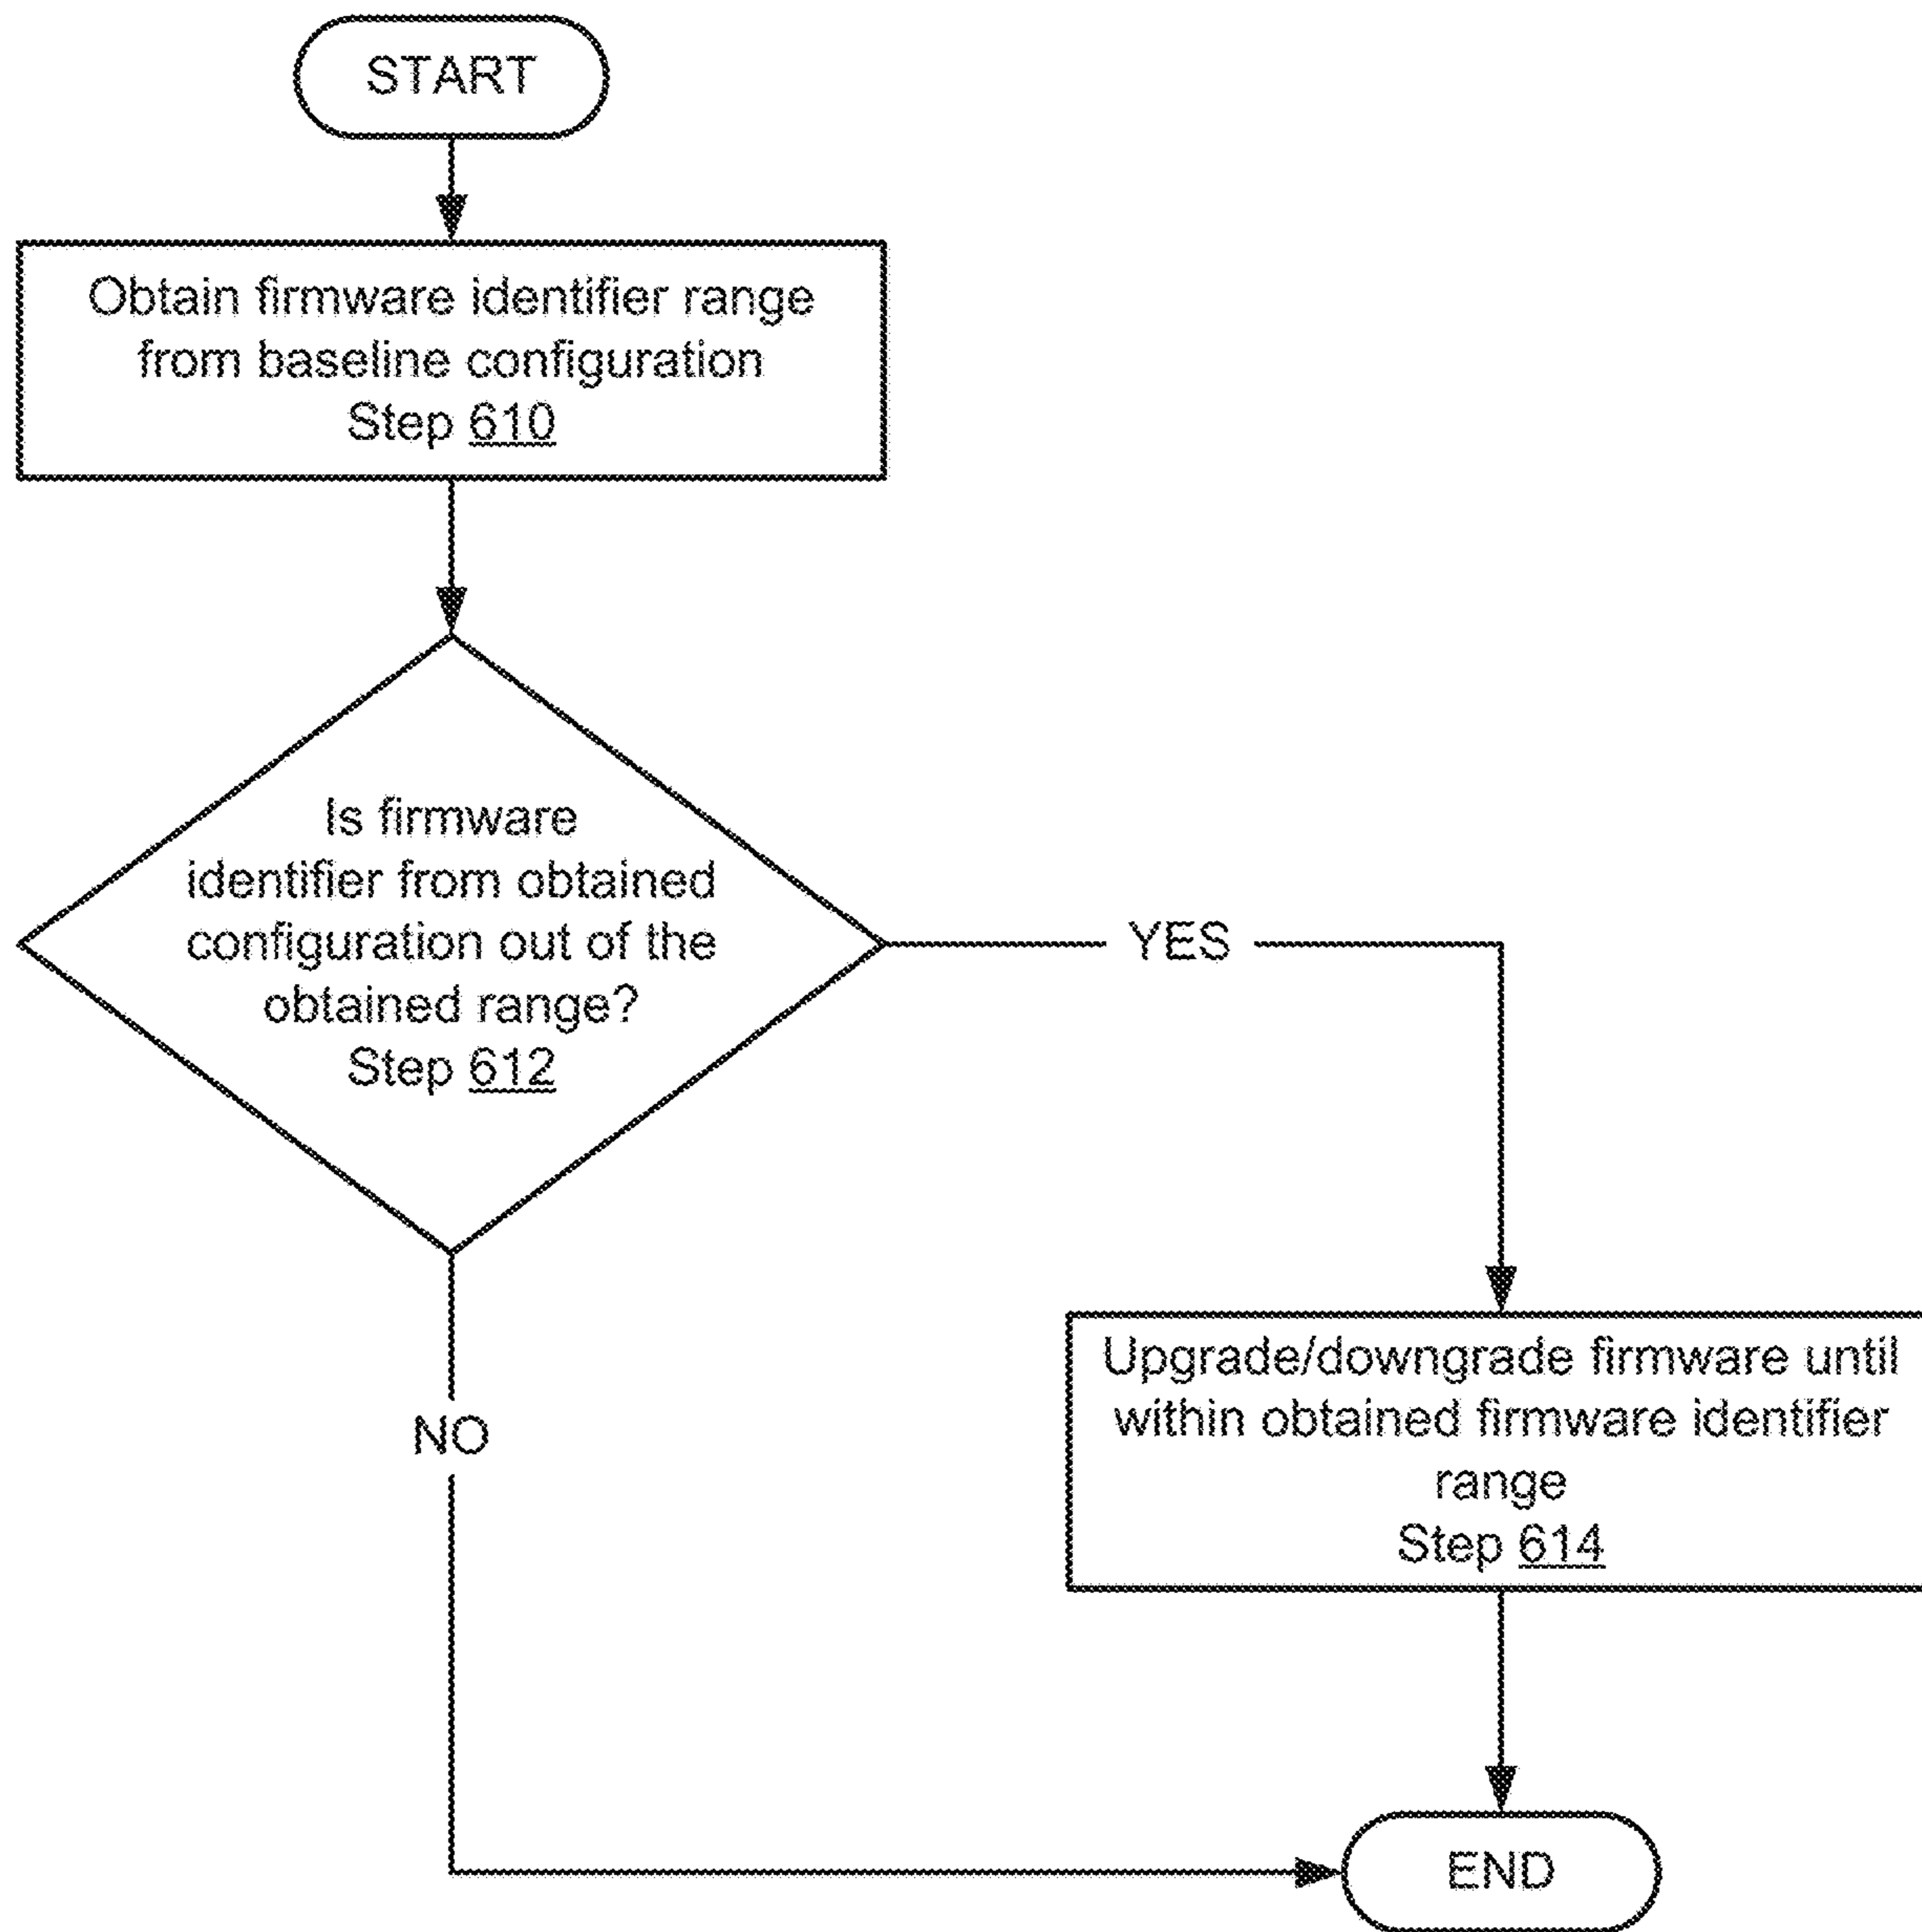 START
Obtain firmware identifier range
from baseline configuration
Step 610
Is firmware
identifier from obtained
configuration out of the
obtained range?
Step 612
YES
NO
Upgrade/downgrade firmware until
within obtained firmware identifier
range
Step 614
END